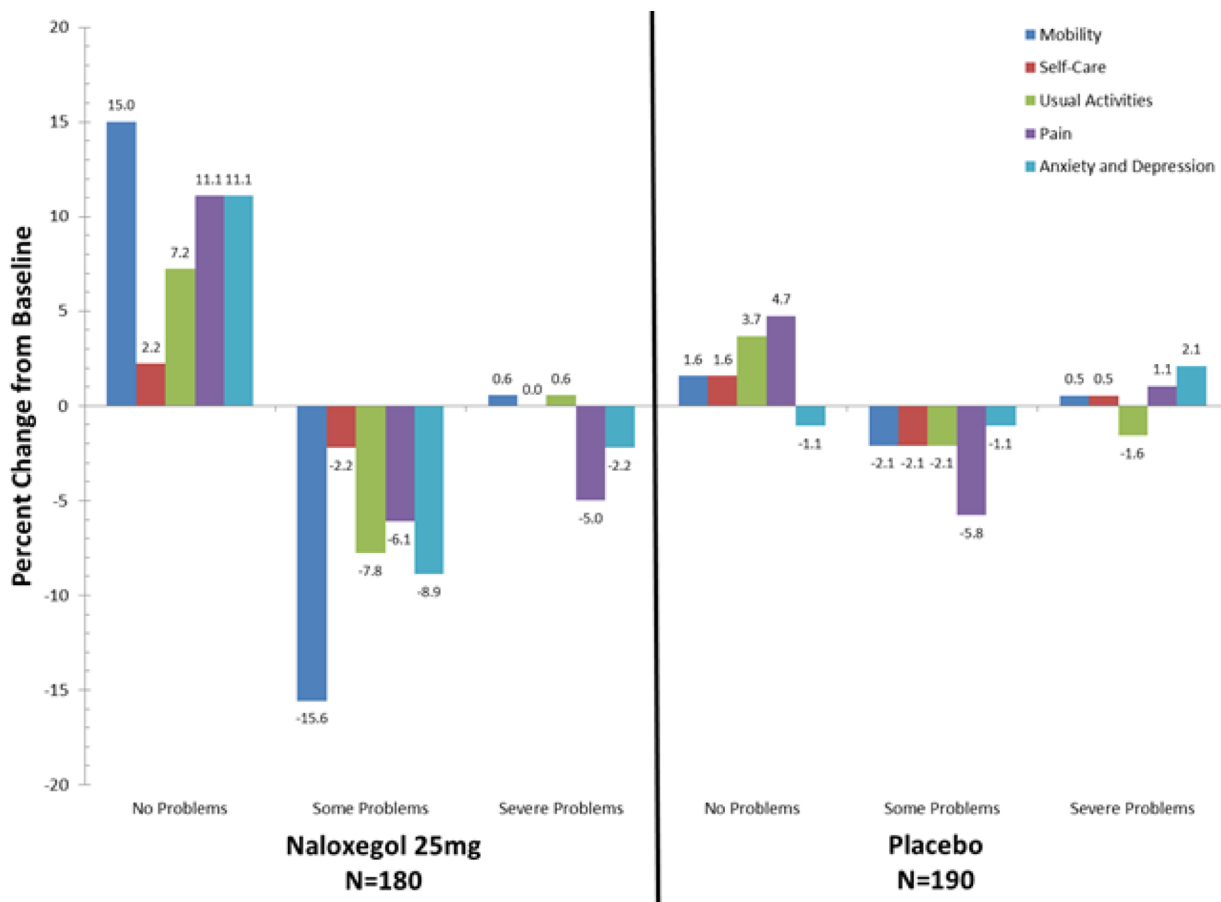 Percent Change from Baseline
20
15
10
5
0
-5
-10
-15
-20
Mobility
Self-Care
Usual Activities
Pain
Anxiety and Depression
15.0
2.2
7.2
11.1
11.1
-15.6
-2.2
-7.8
-6.1
-8.9
0.6
0.0
0.6
-5.0
-2.2
1.6
1.6
3.7
4.7
-1.1
-2.1
-2.1
-2.1
-5.8
-1.1
0.5
0.5
-1.6
1.1
2.1
No Problems
Some Problems
Severe Problems
No Problems
Some Problems
Severe Problems
Naloxegol 25mg
N=180
Placebo
N=190